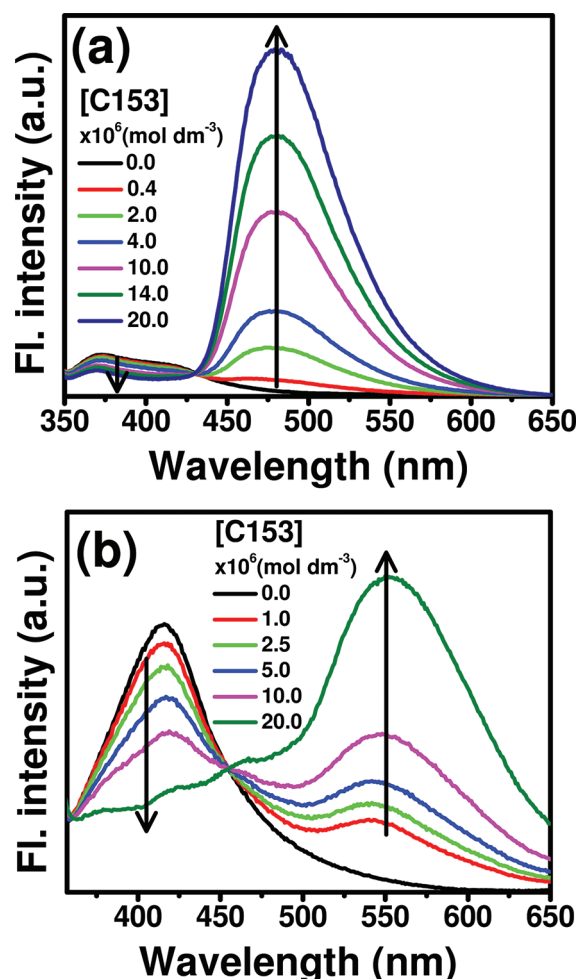 (a)
[C153]
x10⁶(mol dm⁻³)
0.0
0.4
2.0
4.0
10.0
14.0
20.0
Fl. intensity (a.u.)
350 400 450 500 550 600 650
Wavelength (nm)
(b)
[C153]
x10⁶(mol dm⁻³)
0.0
1.0
2.5
5.0
10.0
20.0
Fl. intensity (a.u.)
400 450 500 550 600 650
Wavelength (nm)